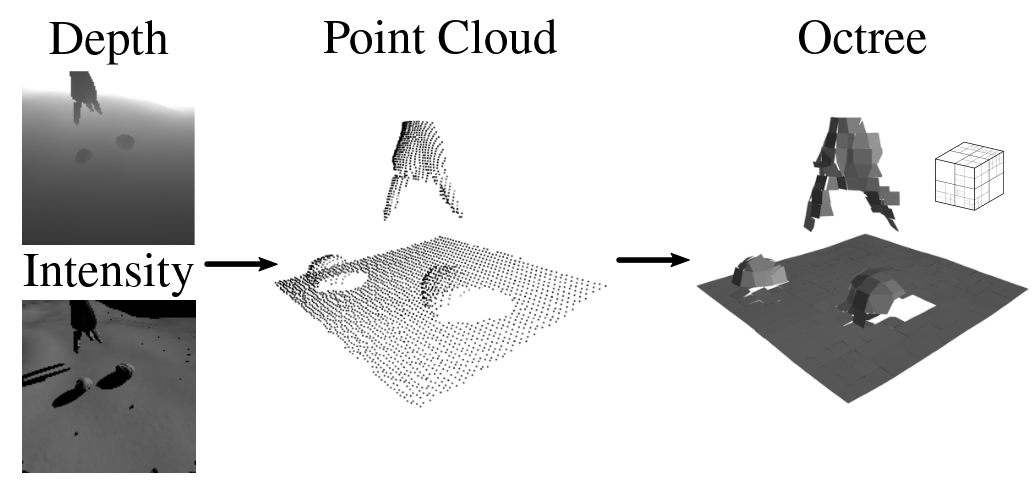 Depth
Point Cloud
Octree
Intensity